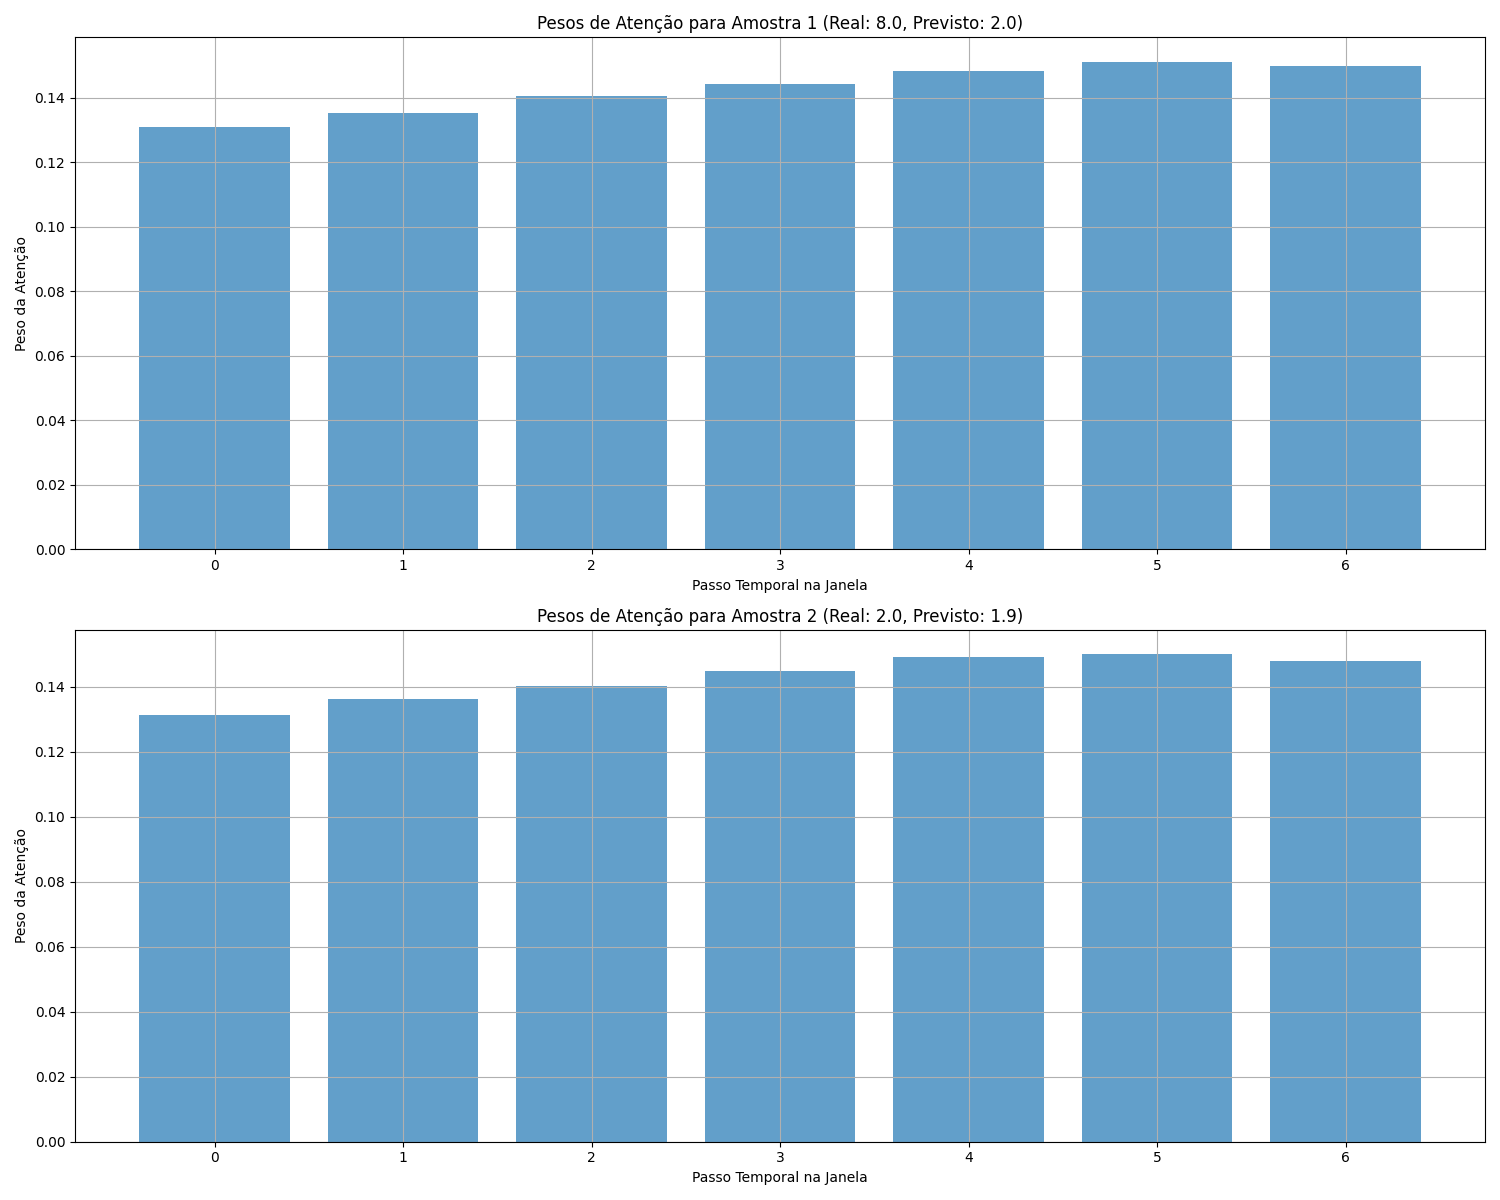 Pesos de Atenção para Amostra 1 (Real: 8.0, Previsto: 2.0)
Peso da Atenção
0.14
0.12
0.10
0.08
0.06
0.04
0.02
0.00
0 1 2 3 4 5 6
Passo Temporal na Janela
Pesos de Atenção para Amostra 2 (Real: 2.0, Previsto: 1.9)
Peso da Atenção
0.14
0.12
0.10
0.08
0.06
0.04
0.02
0.00
0 1 2 3 4 5 6
Passo Temporal na Janela